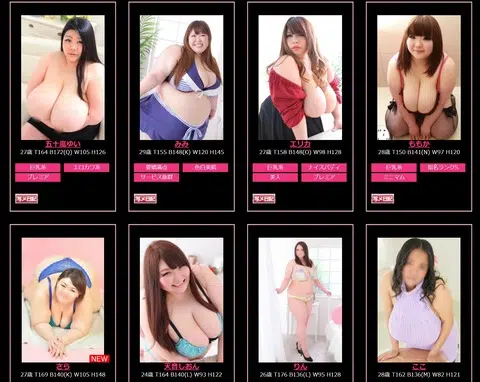 五十嵐ゆい
27歳 T164 B172(Q) W105 H126
巨乳系
エロカワ系
プレミア
写メ日記
みみ
29歳 T155 B148(K) W120 H145
愛嬌満点
色白美肌
サービス抜群
エリカ
27歳 T158 B148(O) W98 H128
巨乳系
ナイスバディ
美人
プレミア
写メ日記
ももか
28歳 T150 B141(N) W97 H120
巨乳系
指名ランク%
ミニマム
写メ日記
NEW
さら
27歳 T169 B140(K) W105 H148
天音しおん
24歳 T164 B140(L) W93 H122
りん
26歳 T176 B136(L) W95 H128
ここ
28歳 T162 B136(M) W82 H121